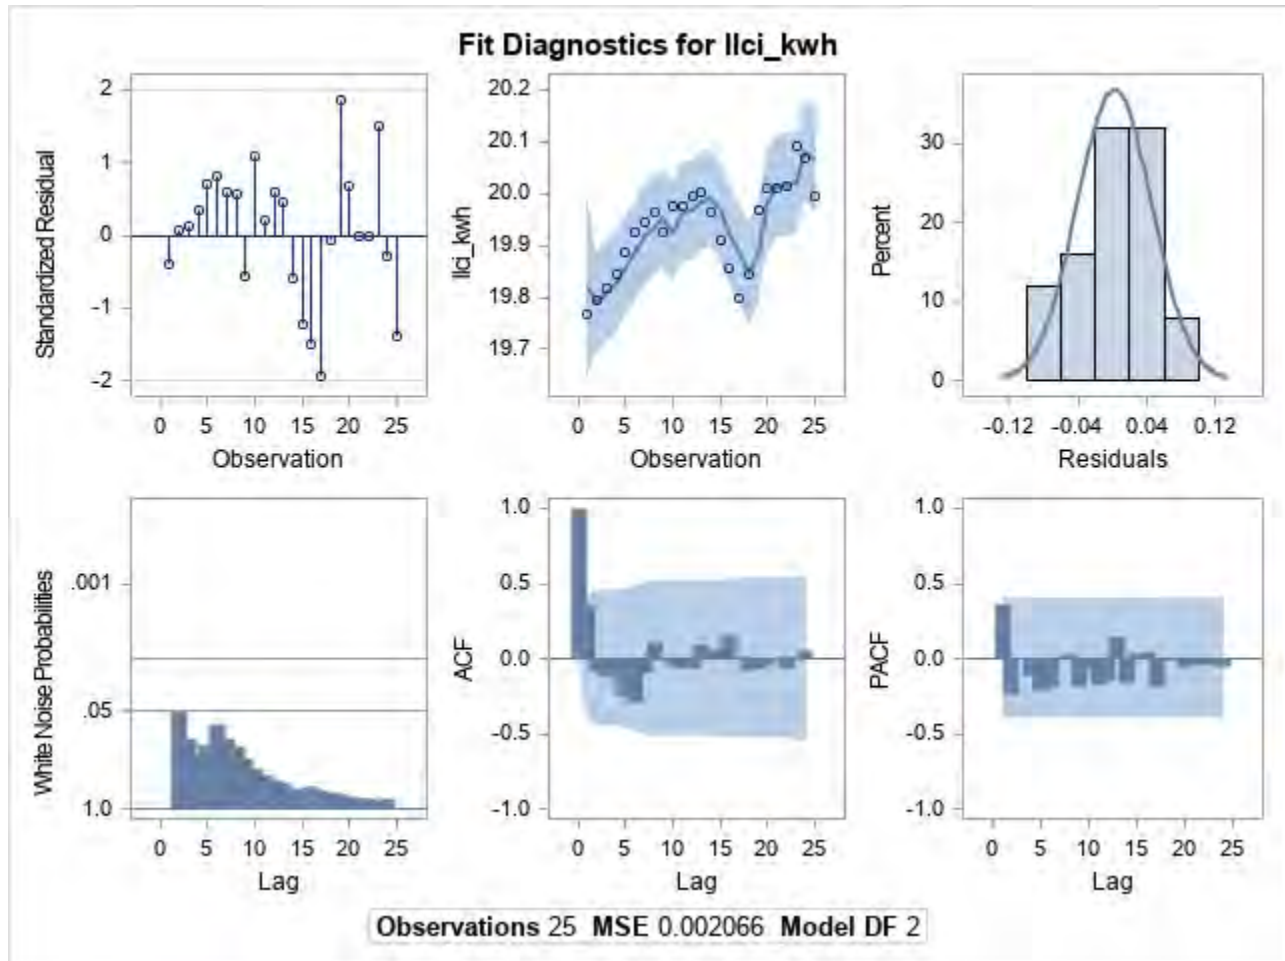 Fit Diagnostics for llci_kwh
Standardized Residual
2
1
0
-1
-2
0 5 10 15 20 25
Observation
llci_kwh
20.2
20.1
20.0
19.9
19.8
19.7
0 5 10 15 20 25
Observation
Percent
30
20
10
0
-0.12 -0.04 0.04 0.12
Residuals
White Noise Probabilities
.001
.05
1.0
0 5 10 15 20 25
Lag
ACF
1.0
0.5
0.0
-0.5
-1.0
0 5 10 15 20 25
Lag
PACF
1.0
0.5
0.0
-0.5
-1.0
0 5 10 15 20 25
Lag
Observations 25 MSE 0.002066 Model DF 2